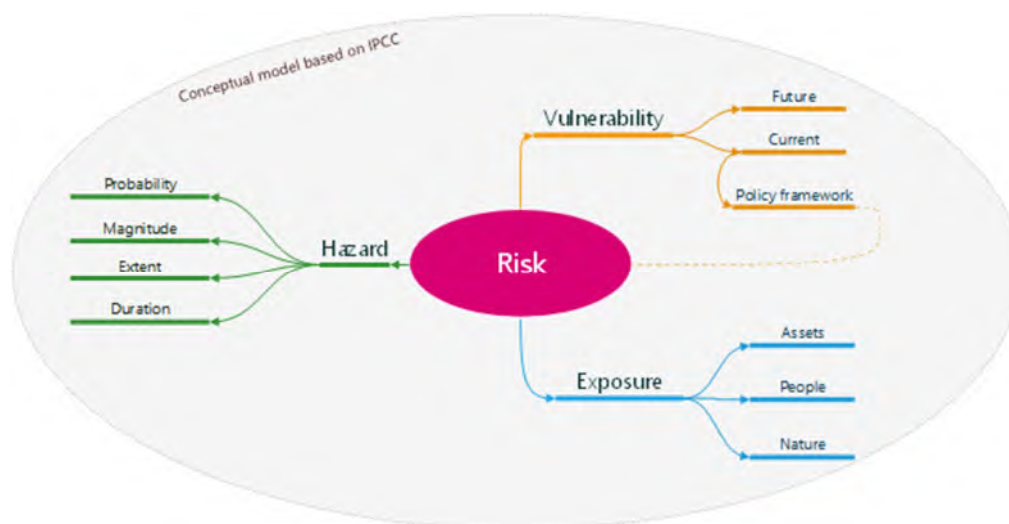 Conceptual model based on IPCC
Vulnerability
Future
Current
Policy framework
Probability
Magnitude
Extent
Duration
Hazard
Risk
Exposure
Assets
People
Nature